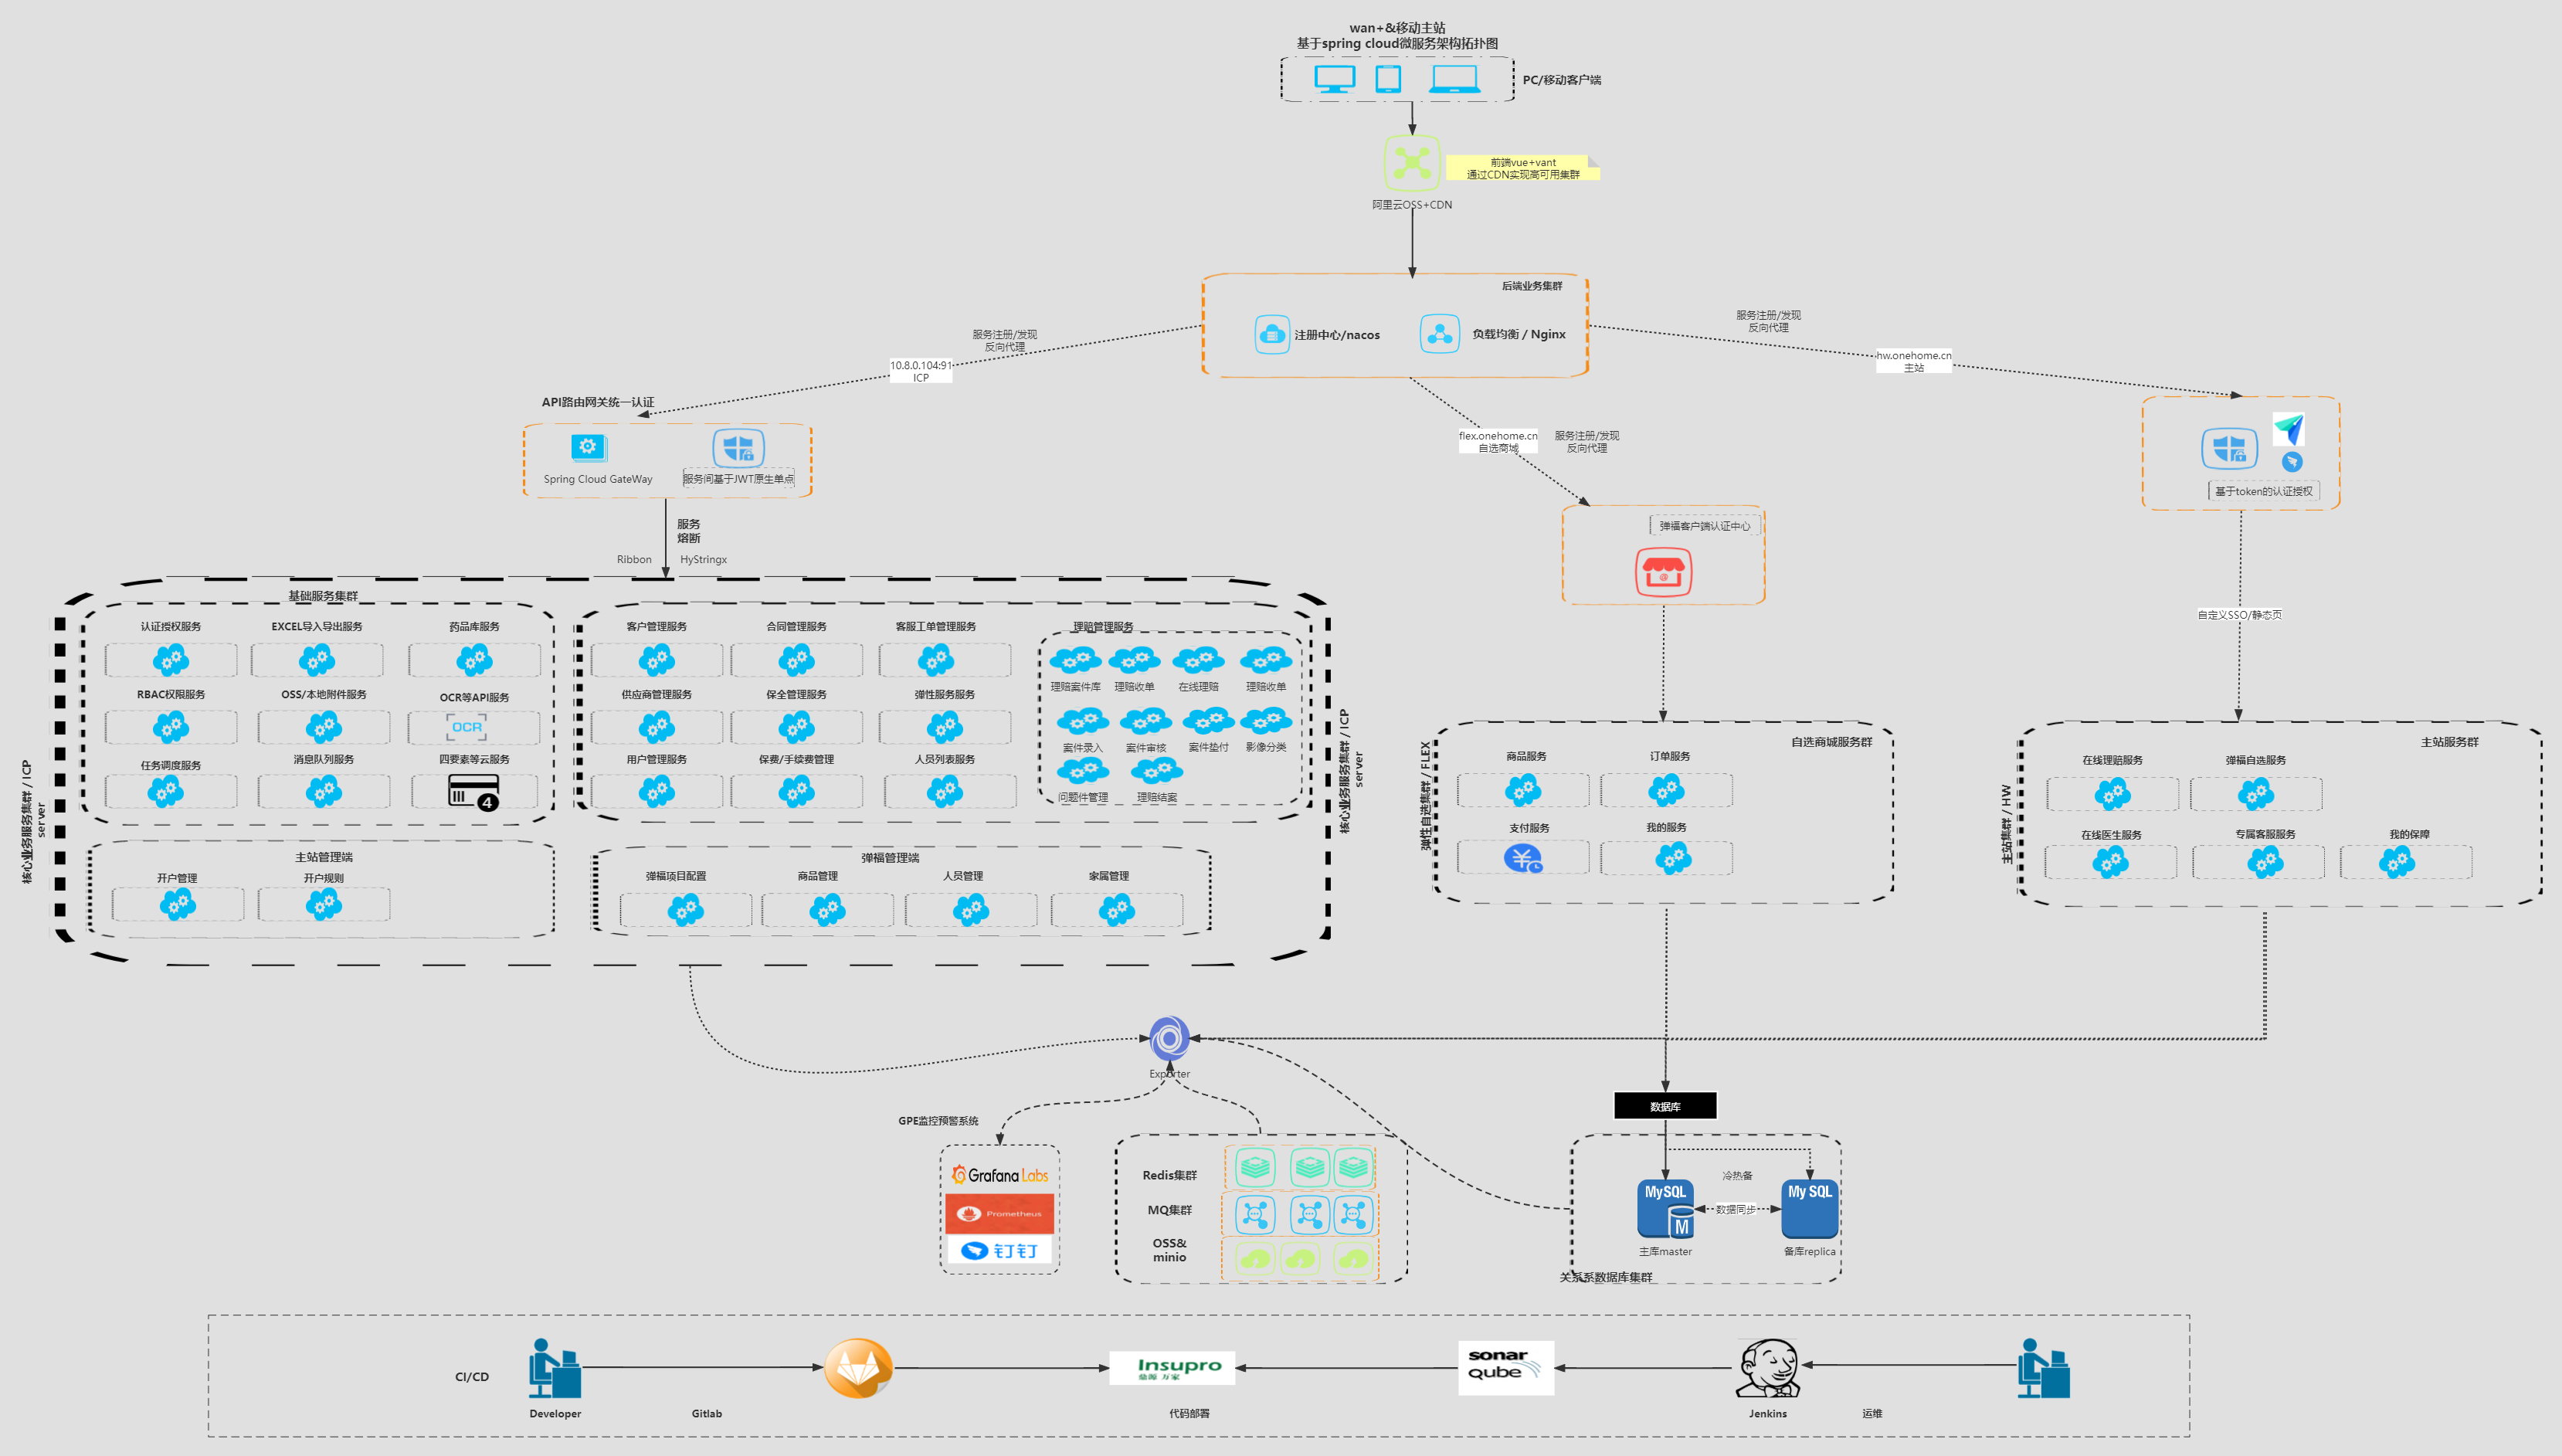 wan+&移动主站
基于spring cloud微服务架构拓扑图
PC/移动客户端
前端vue+vant
通过CDN实现高可用集群
阿里云OSS+CDN
后端业务集群
注册中心/nacos
负载均衡 / Nginx
服务注册/发现
反向代理
10.8.0.104:91
ICP
服务注册/发现
反向代理
hw.onehome.cn
主站
flex.onehome.cn
自选商城
服务注册/发现
反向代理
API路由网关统一认证
Spring Cloud GateWay
服务间基于JWT原生单点
服务
熔断
Ribbon
HyStringx
弹福客户端认证中心
基于token的认证授权
自定义SSO/静态页
核心业务服务集群 / ICP
server
基础服务集群
认证授权服务
EXCEL导入导出服务
药品库服务
RBAC权限服务
OSS/本地附件服务
OCR等API服务
OCR
任务调度服务
消息队列服务
四要素等云服务
4
客户管理服务
合同管理服务
客服工单管理服务
供应商管理服务
保全管理服务
弹性服务服务
用户管理服务
保费/手续费管理
人员列表服务
理赔管理服务
理赔案件库
理赔收单
在线理赔
理赔收单
案件录入
案件审核
案件垫付
影像分类
问题件管理
理赔结案
主站管理端
开户管理
开户规则
弹福管理端
弹福项目配置
商品管理
人员管理
家属管理
核心业务服务集群 / ICP
server
弹性自选集群 / FLEX
自选商城服务群
商品服务
订单服务
支付服务
我的服务
主站集群 / HW
主站服务群
在线理赔服务
弹福自选服务
在线医生服务
专属客服服务
我的保障
Exporter
GPE监控预警系统
Grafana Labs
Prometheus
钉钉
Redis集群
MQ集群
OSS&
minio
数据库
冷热备
MySQL
M
My SQL
数据同步
主库master
备库replica
关系系数据库集群
CI/CD
Developer
Gitlab
Insupro
代码部署
sonar
Qube
Jenkins
运维